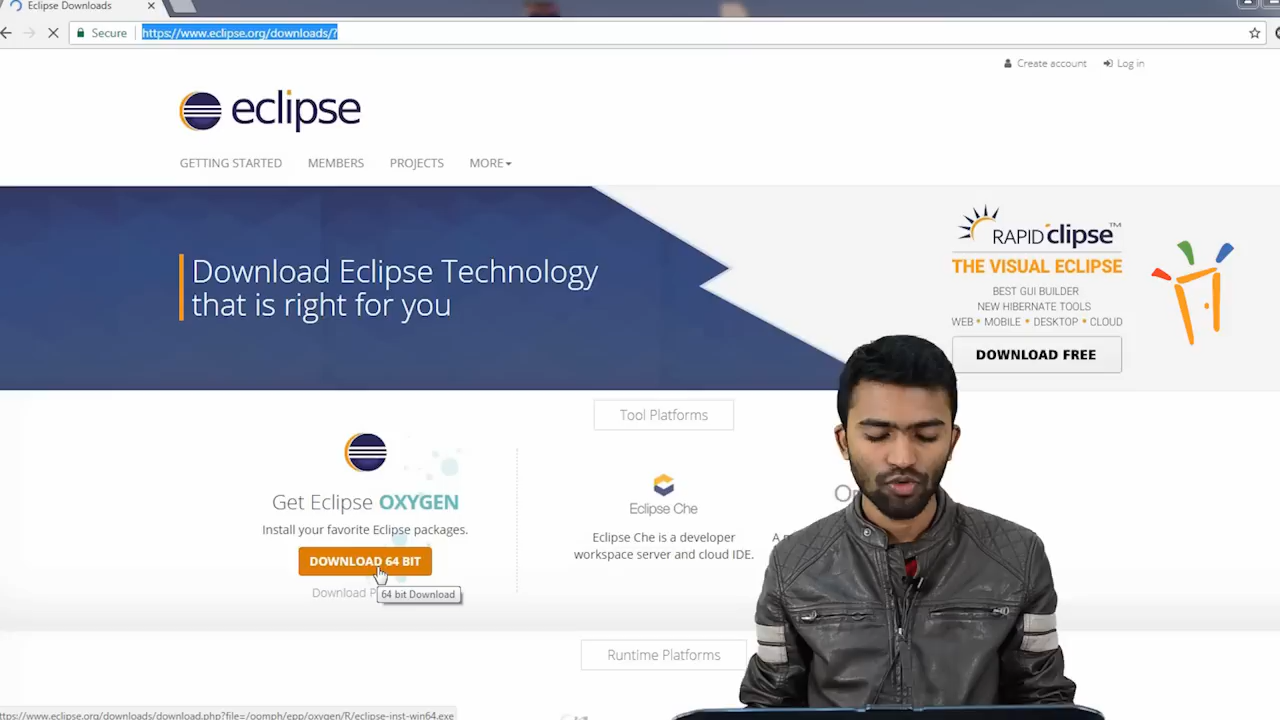 Eclipse Downloads
Secure
https://www.eclipse.org/downloads/?
Create account
Log in
eclipse
GETTING STARTED
MEMBERS
PROJECTS
MORE
Download Eclipse Technology
that is right for you
RAPID clipse™
THE VISUAL ECLIPSE
BEST GUI BUILDER
NEW HIBERNATE TOOLS
WEB • MOBILE • DESKTOP • CLOUD
DOWNLOAD FREE
Tool Platforms
Get Eclipse OXYGEN
Install your favorite Eclipse packages.
DOWNLOAD 64 BIT
Download
64 bit Download
Eclipse Che
Eclipse Che is a developer
workspace server and cloud IDE.
Runtime Platforms
https://www.eclipse.org/downloads/download.php?file=/oomph/epp/oxygen/R/eclipse-inst-win64.exe